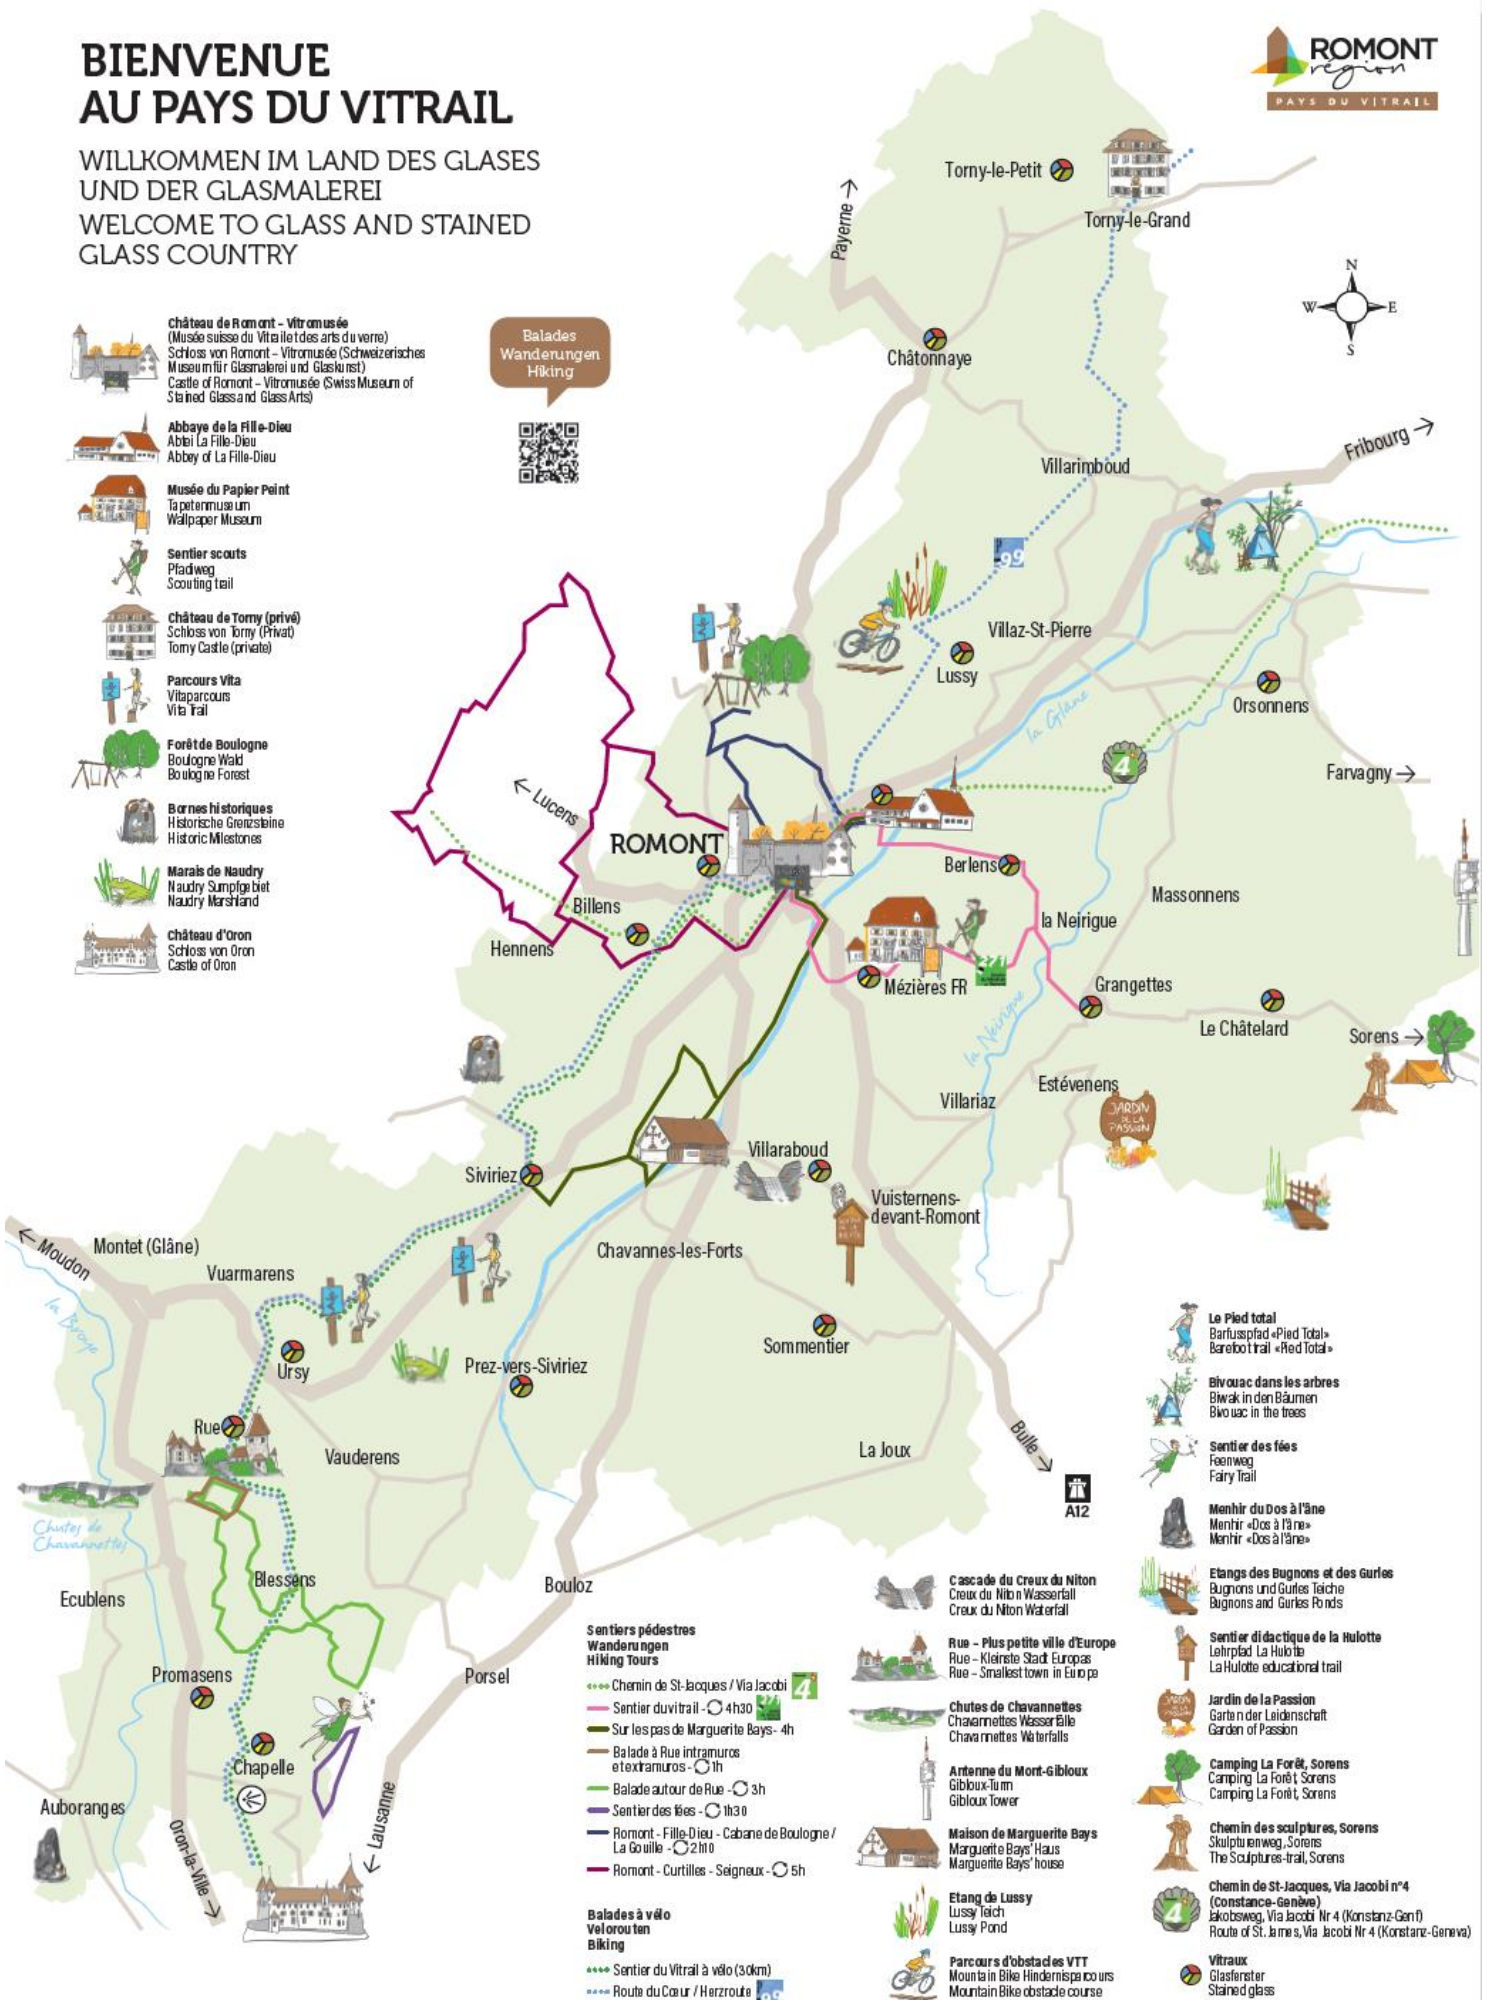 BIENVENUE
AU PAYS DU VITRAIL
WILLKOMMEN IM LAND DES GLASES
UND DER GLASMALEREI
WELCOME TO GLASS AND STAINED
GLASS COUNTRY
ROMONT
région
PAYS DU VITRAIL
Balades
Wanderungen
Hiking
Château de Romont – Vitromusée
(Musée suisse du Vitrail et des arts du verre)
Schloss von Romont – Vitromusée (Schweizerisches
Museum für Glasmalerei und Glaskunst)
Castle of Romont – Vitromusée (Swiss Museum of
Stained Glass and Glass Arts)
Abbaye de la Fille-Dieu
Abtei La Fille-Dieu
Abbey of La Fille-Dieu
Musée du Papier Peint
Tapetenmuseum
Wallpaper Museum
Sentier scouts
Pfadiweg
Scouting trail
Château de Torny (privé)
Schloss von Torny (Privat)
Torny Castle (private)
Parcours Vita
Vitaparcours
Vita Trail
Forêt de Boulogne
Boulogne Wald
Boulogne Forest
Bornes historiques
Historische Grenzsteine
Historic Milestones
Marais de Naudry
Naudry Sumpfgebiet
Naudry Marshland
Château d'Oron
Schloss von Oron
Castle of Oron
Torny-le-Petit
Torny-le-Grand
Payerne →
N
W
E
S
Châtonnaye
Villarimboud
Fribourg →
99
Villaz-St-Pierre
Lussy
la Glâne
Orsonnens
4
Farvagny →
← Lucens
ROMONT
Berlens
Massonnens
Billens
la Neirigue
Hennens
271
Mézières FR
Grangettes
la Neirigue
Le Châtelard
Sorens →
Estévenens
Villariaz
JARDIN
DE LA
PASSION
Siviriez
Villaraboud
Vuisternens-
devant-Romont
← Moudon
Montet (Glâne)
Vuarmarens
Chavannes-les-Forts
la Broye
Sommentier
Ursy
Prez-vers-Siviriez
Rue
Vauderens
La Joux
Bulle →
A12
Chutes de
Chavannettes
Blessens
Ecublens
Bouloz
Promasens
Porsel
Chapelle
Auboranges
Oron-la-Ville →
← Lausanne
Sentiers pédestres
Wanderungen
Hiking Tours
Chemin de St-Jacques / Via Jacobi 4
Sentier du vitrail - 4h30 271
Sur les pas de Marguerite Bays - 4h
Balade à Rue intramuros
et extramuros - 1h
Balade autour de Rue - 3h
Sentier des fées - 1h30
Romont - Fille-Dieu - Cabane de Boulogne /
La Gouille - 2h10
Romont - Curtilles - Seigneux - 5h
Balades à vélo
Velorouten
Biking
Sentier du Vitrail à vélo (30km)
Route du Cœur / Herzroute 99
Cascade du Creux du Niton
Creux du Niton Wasserfall
Creux du Niton Waterfall
Rue – Plus petite ville d'Europe
Rue – Kleinste Stadt Europas
Rue – Smallest town in Europe
Chutes de Chavannettes
Chavannettes Wasserfälle
Chavannettes Waterfalls
Antenne du Mont-Gibloux
Gibloux-Turm
Gibloux Tower
Maison de Marguerite Bays
Marguerite Bays' Haus
Marguerite Bays' house
Etang de Lussy
Lussy Teich
Lussy Pond
Parcours d'obstacles VTT
Mountain Bike Hindernisparcours
Mountain Bike obstacle course
Le Pied total
Barfusspfad «Pied Total»
Barefoot trail «Pied Total»
Bivouac dans les arbres
Biwak in den Bäumen
Bivouac in the trees
Sentier des fées
Feenweg
Fairy Trail
Menhir du Dos à l'âne
Menhir «Dos à l'âne»
Menhir «Dos à l'âne»
Etangs des Bugnons et des Gurles
Bugnons und Gurles Teiche
Bugnons and Gurles Ponds
Sentier didactique de la Hulotte
Lehrpfad La Hulotte
La Hulotte educational trail
Jardin de la Passion
Garten der Leidenschaft
Garden of Passion
Camping La Forêt, Sorens
Camping La Forêt, Sorens
Camping La Forêt, Sorens
Chemin des sculptures, Sorens
Skulpturenweg, Sorens
The Sculptures-trail, Sorens
Chemin de St-Jacques, Via Jacobi n°4
(Constance-Genève)
Jakobsweg, Via Jacobi Nr 4 (Konstanz-Genf)
Route of St. James, Via Jacobi Nr 4 (Konstanz-Geneva)
Vitraux
Glasfenster
Stained glass